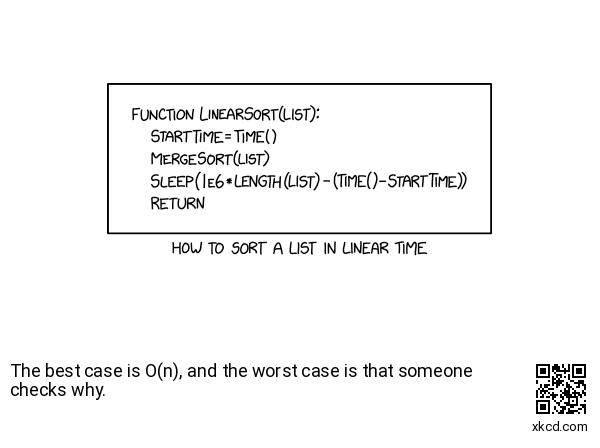 FUNCTION LINEARSORT(LIST):
STARTTIME=TIME()
MERGESORT(LIST)
SLEEP(1E6*LENGTH(LIST)-(TIME()-STARTTIME))
RETURN
HOW TO SORT A LIST IN LINEAR TIME
The best case is O(n), and the worst case is that someone
checks why.
xkcd.com